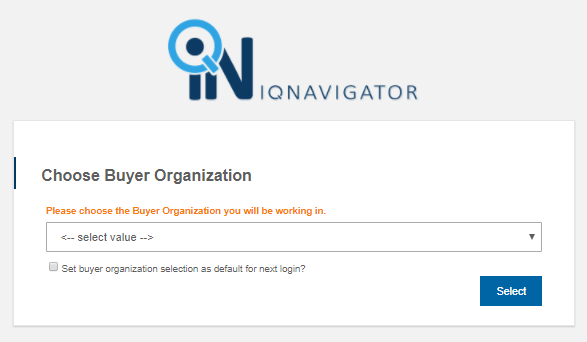 IQN
IQNAVIGATOR
Choose Buyer Organization
Please choose the Buyer Organization you will be working in.
<-- select value -->
Set buyer organization selection as default for next login?
Select